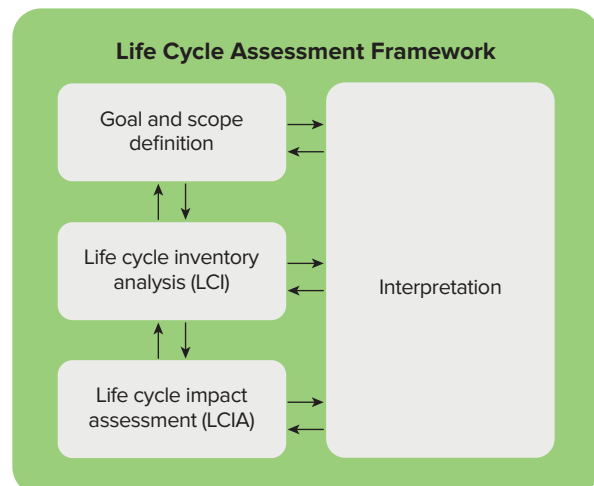 Life Cycle Assessment Framework
Goal and scope
definition
Life cycle inventory
analysis (LCI)
Life cycle impact
assessment (LCIA)
Interpretation